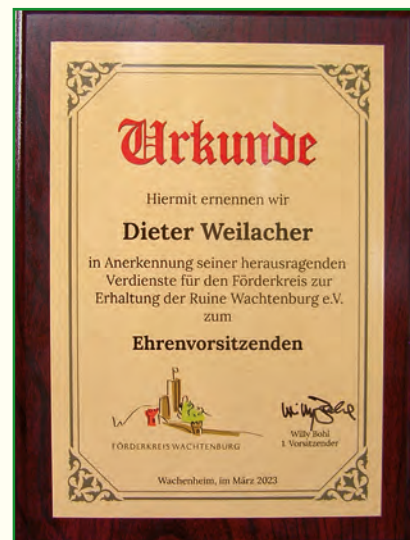 Urkunde
Hiermit ernennen wir
Dieter Weilacher
in Anerkennung seiner herausragenden
Verdienste für den Förderkreis zur
Erhaltung der Ruine Wachtenburg e.V.
zum
Ehrenvorsitzenden
FÖRDERKREIS WACHTENBURG
Willy Bohl
1. Vorsitzender
Wachenheim, im März 2023